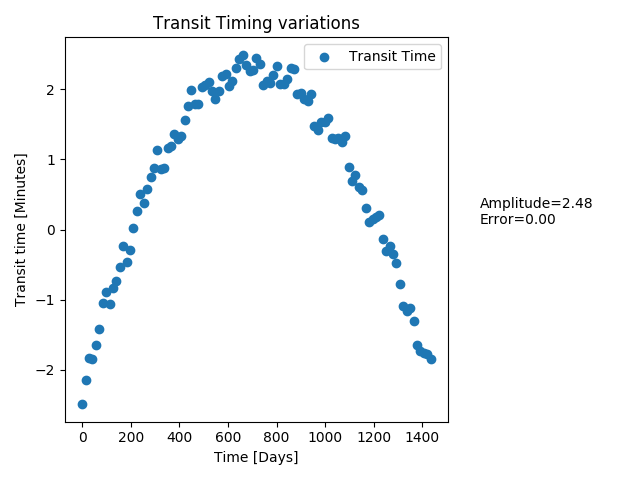 Transit Timing variations
Transit Time
Transit time [Minutes]
2
1
0
−1
−2
0 200 400 600 800 1000 1200 1400
Time [Days]
Amplitude=2.48
Error=0.00